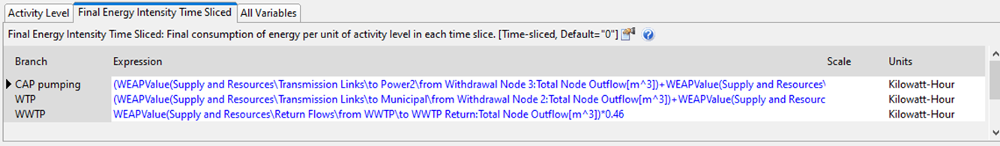 Activity Level Final Energy Intensity Time Sliced All Variables
Final Energy Intensity Time Sliced: Final consumption of energy per unit of activity level in each time slice. [Time-sliced, Default="0"]
Branch Expression Scale Units
CAP pumping (WEAPValue(Supply and Resources\Transmission Links\to Power2\from Withdrawal Node 3:Total Node Outflow[m^3])+WEAPValue(Supply and Resources\ Kilowatt-Hour
WTP (WEAPValue(Supply and Resources\Transmission Links\to Municipal\from Withdrawal Node 2:Total Node Outflow[m^3])+WEAPValue(Supply and Resourc Kilowatt-Hour
WWTP WEAPValue(Supply and Resources\Return Flows\from WWTP\to WWTP Return:Total Node Outflow[m^3])*0.46 Kilowatt-Hour